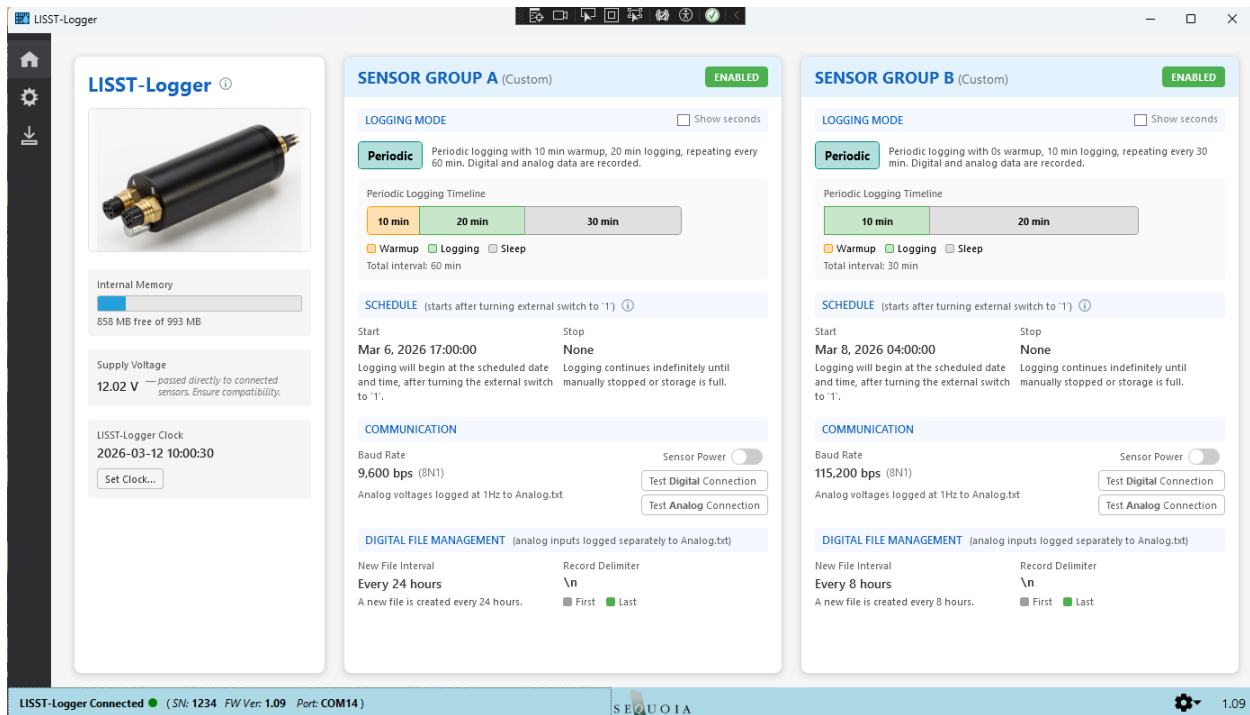 LISST-Logger
LISST-Logger
Internal Memory
858 MB free of 993 MB
Supply Voltage
12.02 V — passed directly to connected
sensors. Ensure compatibility.
LISST-Logger Clock
2026-03-12 10:00:30
Set Clock...
SENSOR GROUP A (Custom)
ENABLED
LOGGING MODE
Show seconds
Periodic
Periodic logging with 10 min warmup, 20 min logging, repeating every
60 min. Digital and analog data are recorded.
Periodic Logging Timeline
10 min 20 min 30 min
Warmup Logging Sleep
Total interval: 60 min
SCHEDULE (starts after turning external switch to `1`)
Start
Mar 6, 2026 17:00:00
Logging will begin at the scheduled date
and time, after turning the external switch
to `1`.
Stop
None
Logging continues indefinitely until
manually stopped or storage is full.
COMMUNICATION
Baud Rate
9,600 bps (8N1)
Analog voltages logged at 1Hz to Analog.txt
Sensor Power
Test Digital Connection
Test Analog Connection
DIGITAL FILE MANAGEMENT (analog inputs logged separately to Analog.txt)
New File Interval
Every 24 hours
A new file is created every 24 hours.
Record Delimiter
\n
First Last
SENSOR GROUP B (Custom)
ENABLED
LOGGING MODE
Show seconds
Periodic
Periodic logging with 0s warmup, 10 min logging, repeating every 30
min. Digital and analog data are recorded.
Periodic Logging Timeline
10 min 20 min
Warmup Logging Sleep
Total interval: 30 min
SCHEDULE (starts after turning external switch to `1`)
Start
Mar 8, 2026 04:00:00
Logging will begin at the scheduled date
and time, after turning the external switch
to `1`.
Stop
None
Logging continues indefinitely until
manually stopped or storage is full.
COMMUNICATION
Baud Rate
115,200 bps (8N1)
Analog voltages logged at 1Hz to Analog.txt
Sensor Power
Test Digital Connection
Test Analog Connection
DIGITAL FILE MANAGEMENT (analog inputs logged separately to Analog.txt)
New File Interval
Every 8 hours
A new file is created every 8 hours.
Record Delimiter
\n
First Last
LISST-Logger Connected ( SN: 1234 FW Ver: 1.09 Port: COM14 )
SEQUOIA
1.09